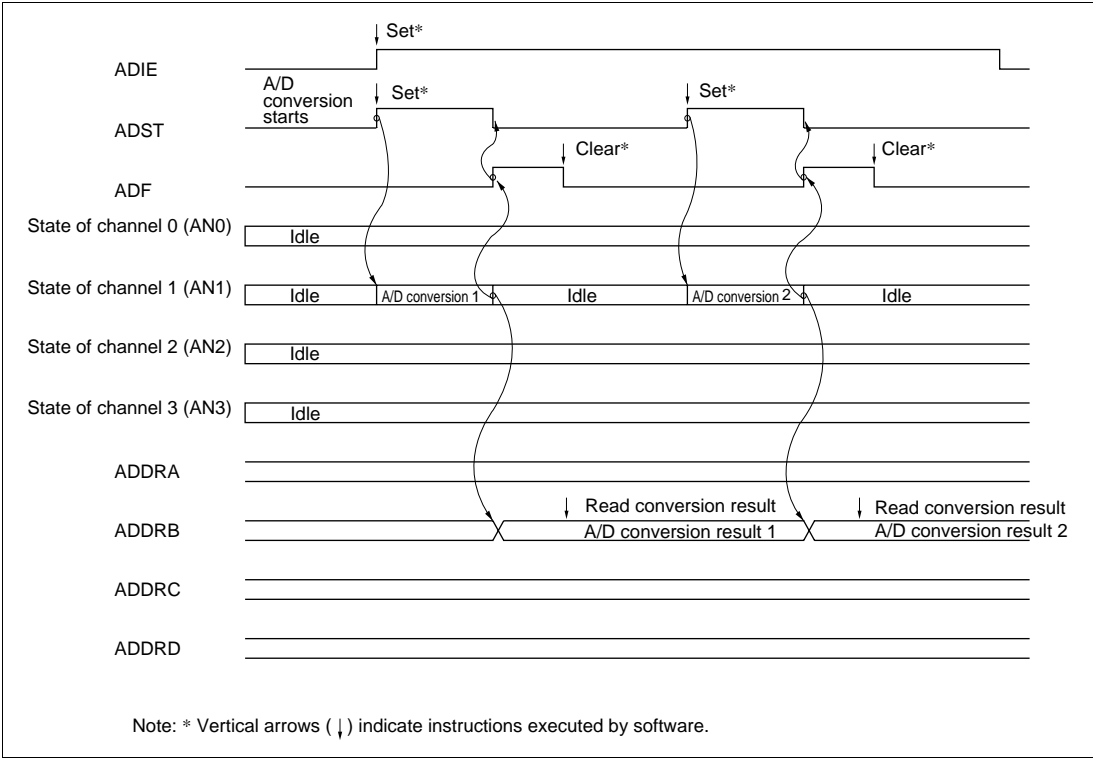 Set*
ADIE
A/D
conversion
starts
Set*
Set*
ADST
Clear*
Clear*
ADF
State of channel 0 (AN0)
Idle
State of channel 1 (AN1)
Idle
A/D conversion 1
Idle
A/D conversion 2
Idle
State of channel 2 (AN2)
Idle
State of channel 3 (AN3)
Idle
ADDRA
Read conversion result
Read conversion result
ADDRB
A/D conversion result 1
A/D conversion result 2
ADDRC
ADDRD
Note: * Vertical arrows (↓) indicate instructions executed by software.